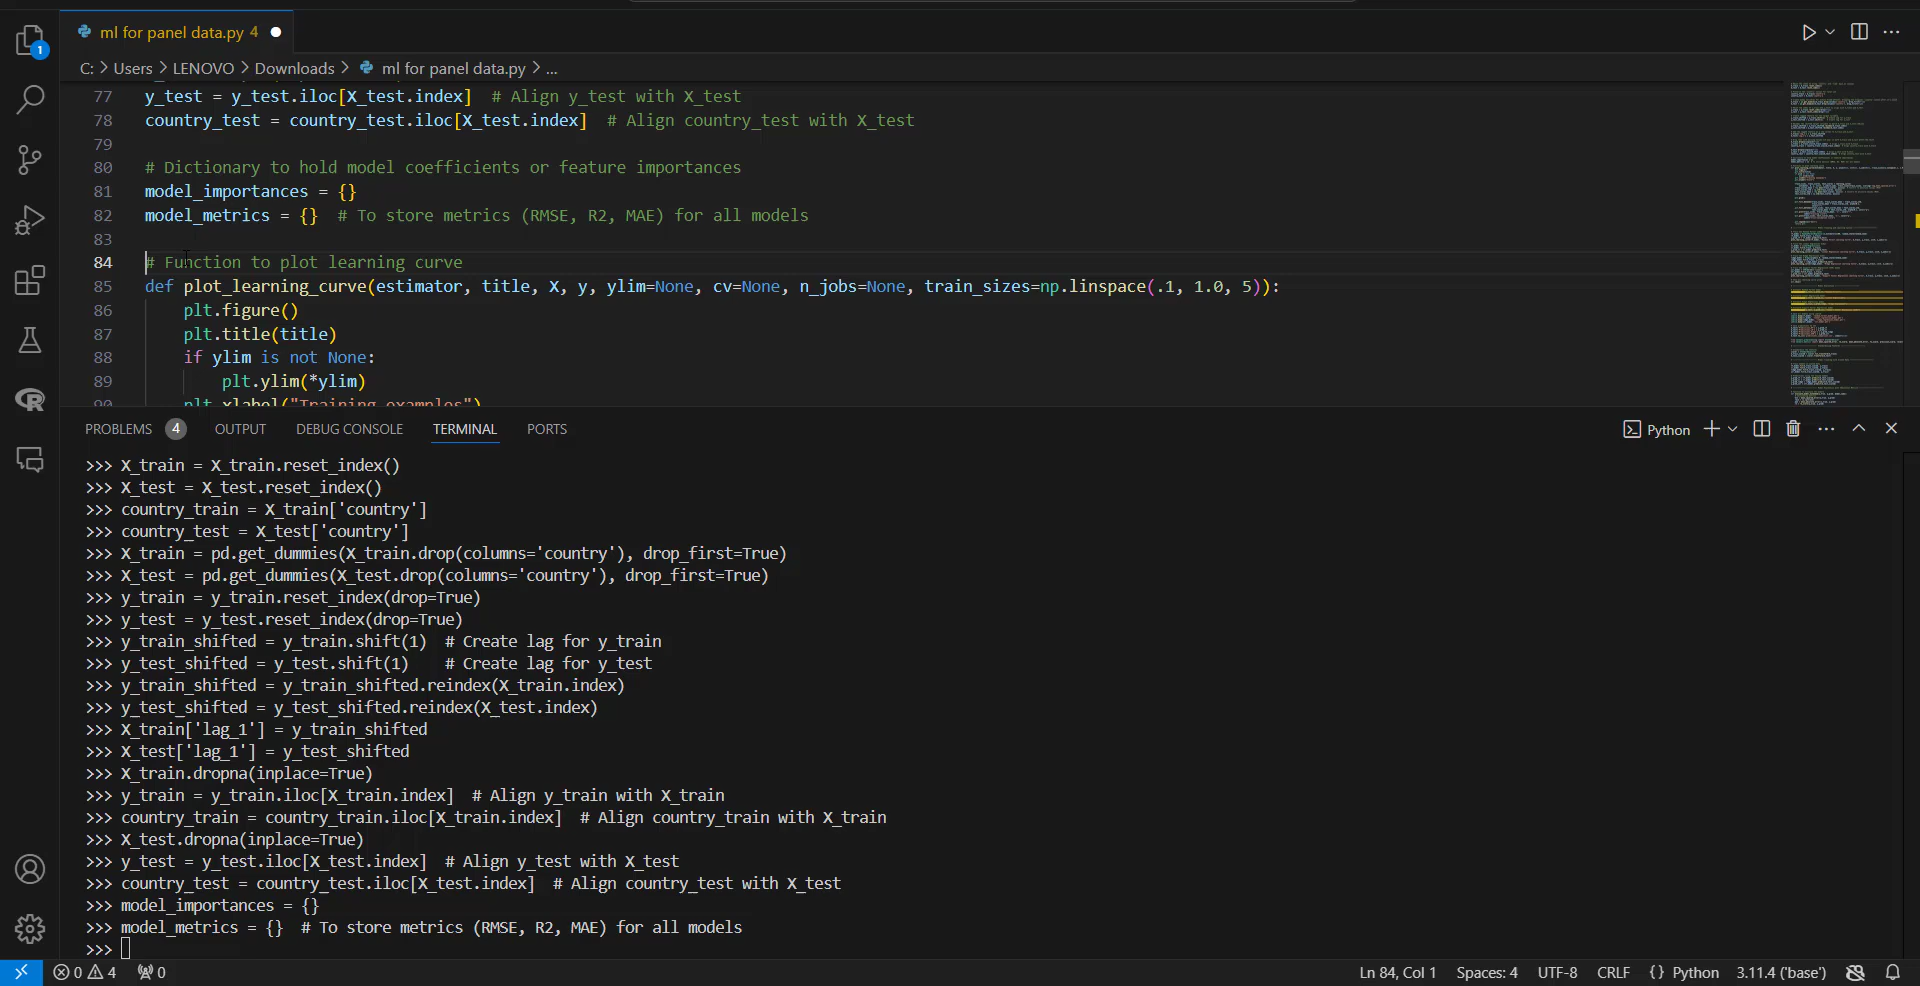 1
ml for panel data.py 4
C: > Users > LENOVO > Downloads > ml for panel data.py > ...
77 y_test = y_test.iloc[X_test.index]  # Align y_test with X_test
78 country_test = country_test.iloc[X_test.index]  # Align country_test with X_test
79
80 # Dictionary to hold model coefficients or feature importances
81 model_importances = {}
82 model_metrics = {}  # To store metrics (RMSE, R2, MAE) for all models
83
84 # Function to plot learning curve
85 def plot_learning_curve(estimator, title, X, y, ylim=None, cv=None, n_jobs=None, train_sizes=np.linspace(.1, 1.0, 5)):
86     plt.figure()
87     plt.title(title)
88     if ylim is not None:
89         plt.ylim(*ylim)
90     plt.xlabel("Training examples")
PROBLEMS 4 OUTPUT DEBUG CONSOLE TERMINAL PORTS Python
>>> X_train = X_train.reset_index()
>>> X_test = X_test.reset_index()
>>> country_train = X_train['country']
>>> country_test = X_test['country']
>>> X_train = pd.get_dummies(X_train.drop(columns='country'), drop_first=True)
>>> X_test = pd.get_dummies(X_test.drop(columns='country'), drop_first=True)
>>> y_train = y_train.reset_index(drop=True)
>>> y_test = y_test.reset_index(drop=True)
>>> y_train_shifted = y_train.shift(1)  # Create lag for y_train
>>> y_test_shifted = y_test.shift(1)    # Create lag for y_test
>>> y_train_shifted = y_train_shifted.reindex(X_train.index)
>>> y_test_shifted = y_test_shifted.reindex(X_test.index)
>>> X_train['lag_1'] = y_train_shifted
>>> X_test['lag_1'] = y_test_shifted
>>> X_train.dropna(inplace=True)
>>> y_train = y_train.iloc[X_train.index]  # Align y_train with X_train
>>> country_train = country_train.iloc[X_train.index]  # Align country_train with X_train
>>> X_test.dropna(inplace=True)
>>> y_test = y_test.iloc[X_test.index]  # Align y_test with X_test
>>> country_test = country_test.iloc[X_test.index]  # Align country_test with X_test
>>> model_importances = {}
>>> model_metrics = {}  # To store metrics (RMSE, R2, MAE) for all models
>>>
0 4 0 Ln 84, Col 1 Spaces: 4 UTF-8 CRLF {} Python 3.11.4 ('base')